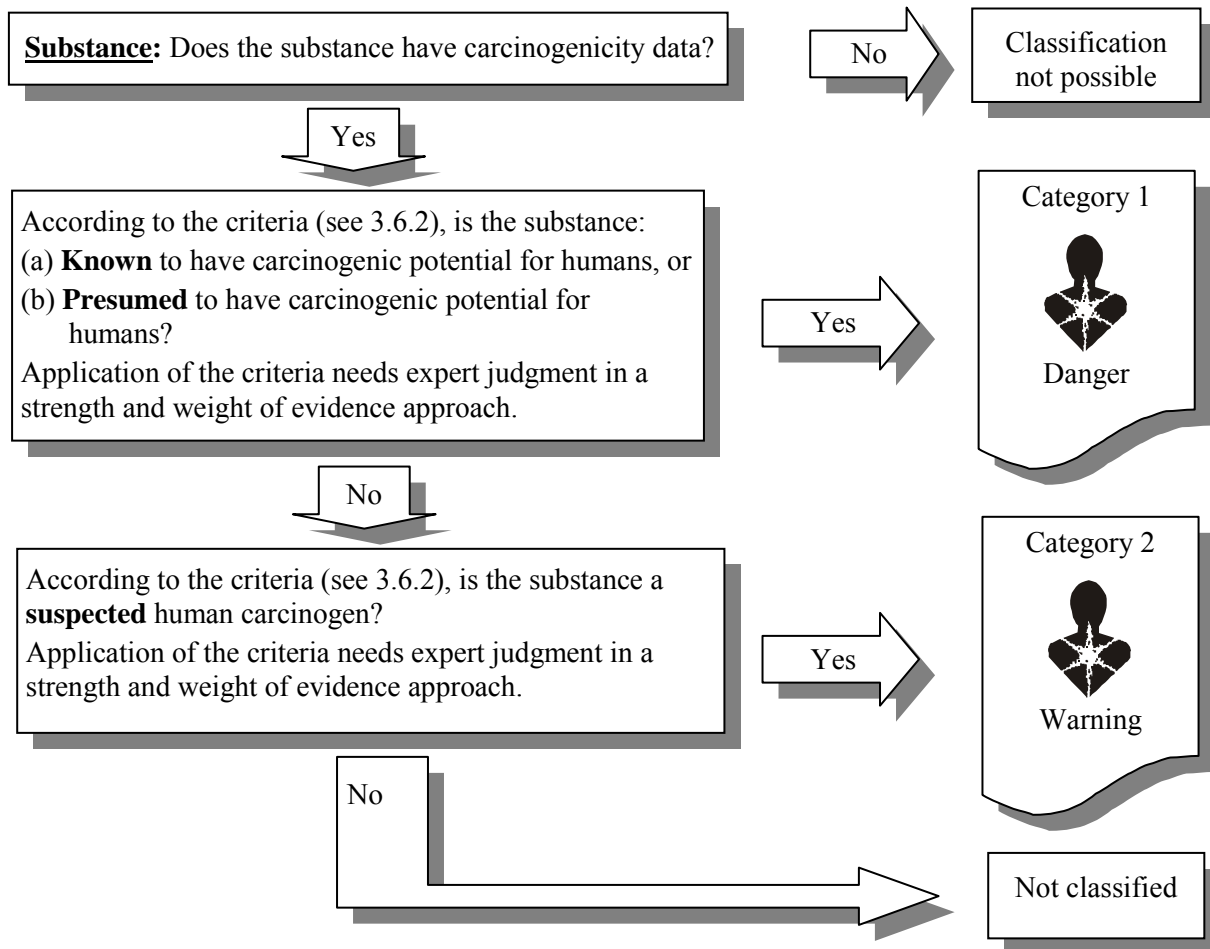 Substance: Does the substance have carcinogenicity data?
No
Classification
not possible
Yes
According to the criteria (see 3.6.2), is the substance:
(a) Known to have carcinogenic potential for humans, or
(b) Presumed to have carcinogenic potential for
humans?
Application of the criteria needs expert judgment in a
strength and weight of evidence approach.
Yes
Category 1
Danger
No
According to the criteria (see 3.6.2), is the substance a
suspected human carcinogen?
Application of the criteria needs expert judgment in a
strength and weight of evidence approach.
Yes
Category 2
Warning
No
Not classified